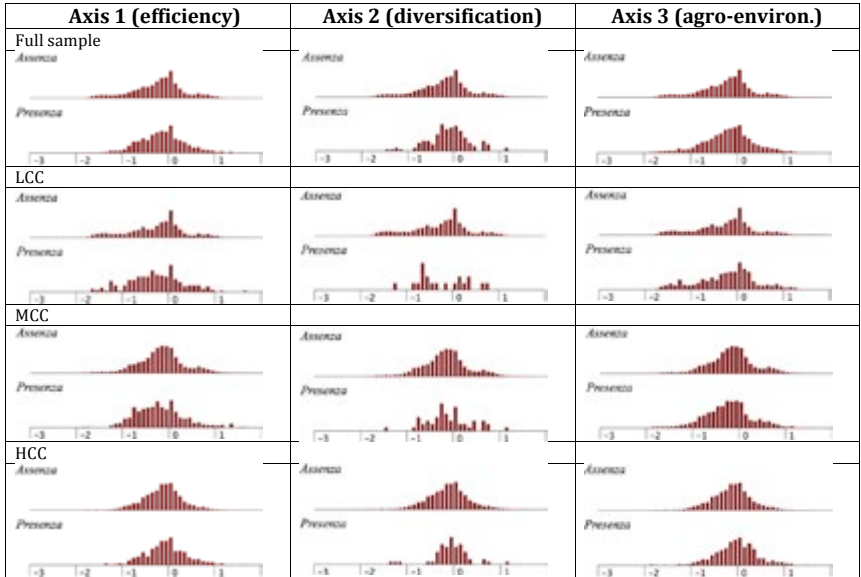 Axis 1 (efficiency) Axis 2 (diversification) Axis 3 (agro-environ.)
Full sample
Assenza Assenza Assenza
Presenza Presenza Presenza
-3 -2 -1 0 1 -3 -2 -1 0 1 -3 -2 -1 0 1
LCC
Assenza Assenza Assenza
Presenza Presenza Presenza
-3 -2 -1 0 1 -3 -2 -1 0 1 -3 -2 -1 0 1
MCC
Assenza Assenza Assenza
Presenza Presenza Presenza
-3 -2 -1 0 1 -3 -2 -1 0 1 -3 -2 -1 0 1
HCC
Assenza Assenza Assenza
Presenza Presenza Presenza
-3 -2 -1 0 1 -3 -2 -1 0 1 -3 -2 -1 0 1